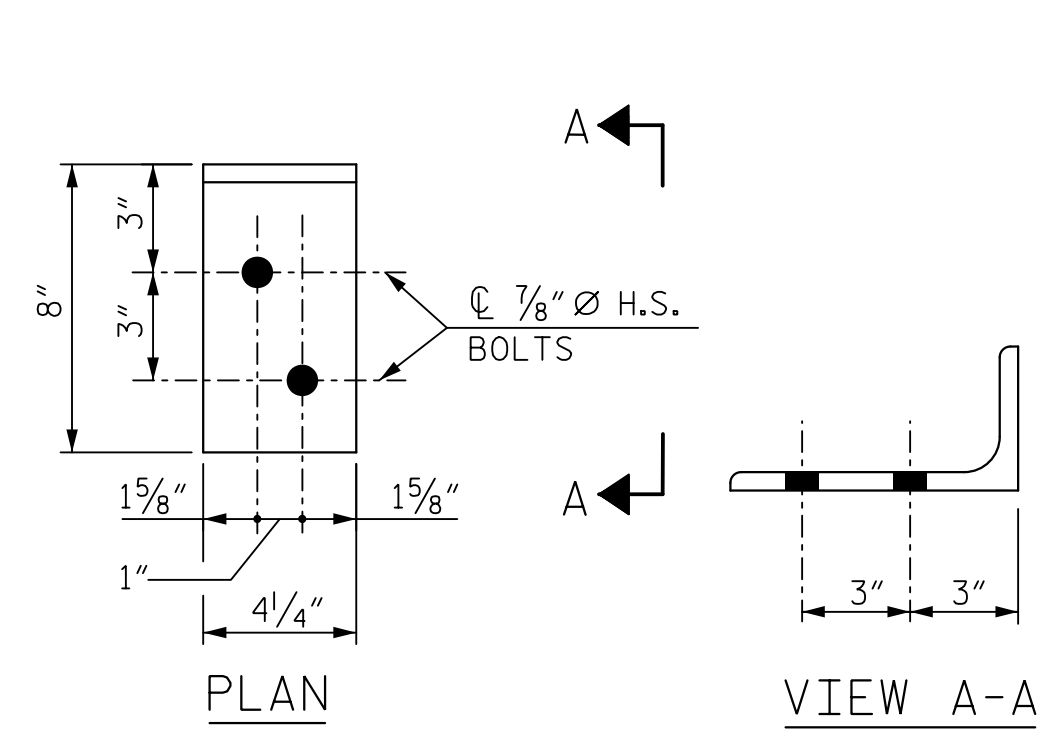 A
3"
8"
3"
℄ 7/8" Ø H.S.
BOLTS
1 5/8"
1 5/8"
A
1"
4 1/4"
3"
3"
PLAN
VIEW A-A